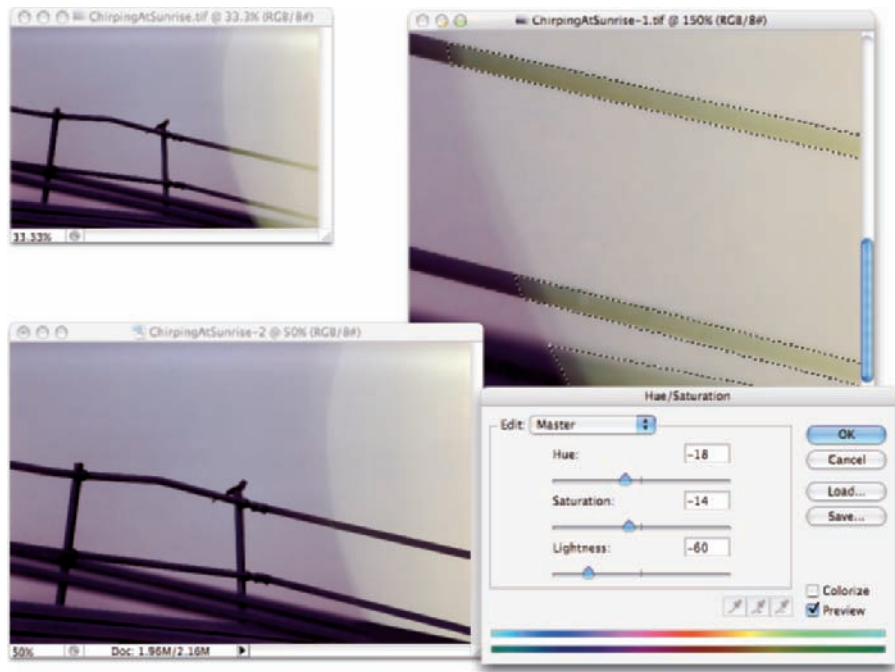 ChirpingAtSunrise.tif @ 33.3% (RGB/8#)
33.33%
ChirpingAtSunrise-1.tif @ 150% (RGB/8#)
ChirpingAtSunrise-2 @ 50% (RGB/8#)
50%
Doc: 1.96M/2.16M
Hue/Saturation
Edit: Master
Hue: -18
Saturation: -14
Lightness: -60
OK
Cancel
Load...
Save...
Colorize
Preview